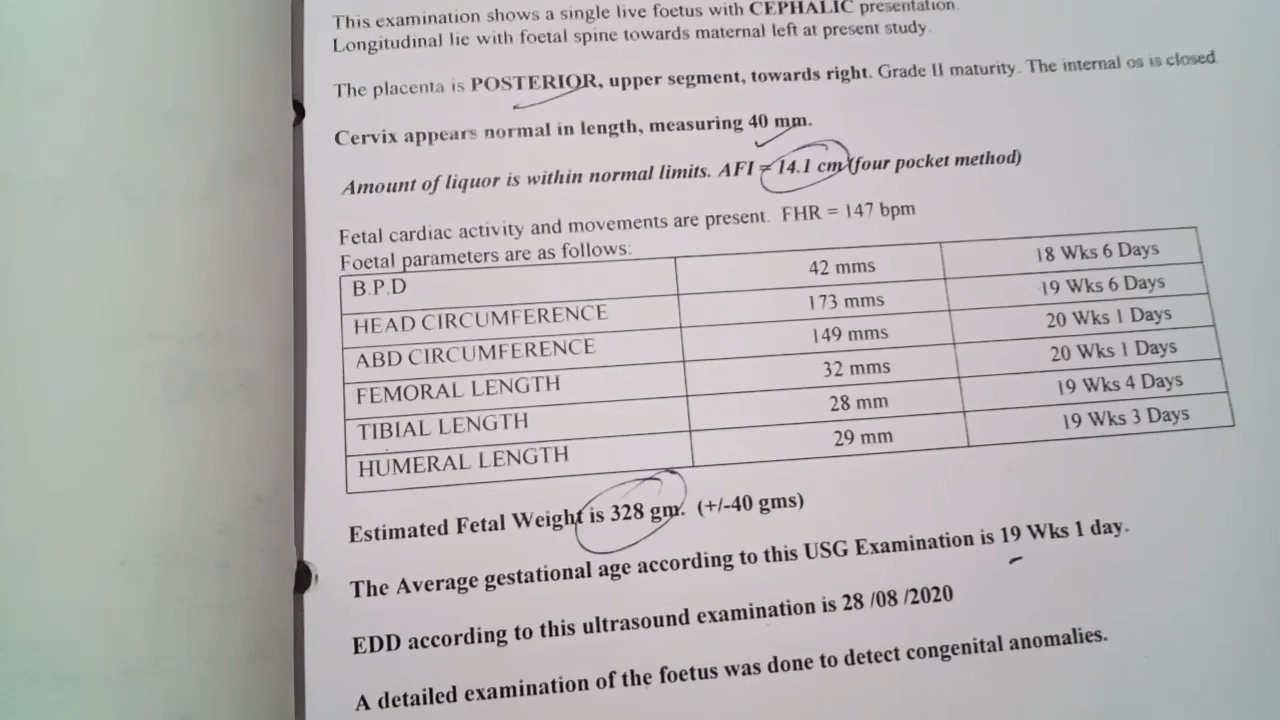 This examination shows a single live foetus with CEPHALIC presentation.
Longitudinal lie with foetal spine towards maternal left at present study.
The placenta is POSTERIOR, upper segment, towards right. Grade II maturity. The internal os is closed
Cervix appears normal in length, measuring 40 mm.
Amount of liquor is within normal limits. AFI = 14.1 cm (four pocket method)
Fetal cardiac activity and movements are present. FHR = 147 bpm
Foetal parameters are as follows:
B.P.D 42 mms 18 Wks 6 Days
HEAD CIRCUMFERENCE 173 mms 19 Wks 6 Days
ABD CIRCUMFERENCE 149 mms 20 Wks 1 Days
FEMORAL LENGTH 32 mms 20 Wks 1 Days
TIBIAL LENGTH 28 mm 19 Wks 4 Days
HUMERAL LENGTH 29 mm 19 Wks 3 Days
Estimated Fetal Weight is 328 gm. (+/-40 gms)
The Average gestational age according to this USG Examination is 19 Wks 1 day.
EDD according to this ultrasound examination is 28 /08 /2020
A detailed examination of the foetus was done to detect congenital anomalies.